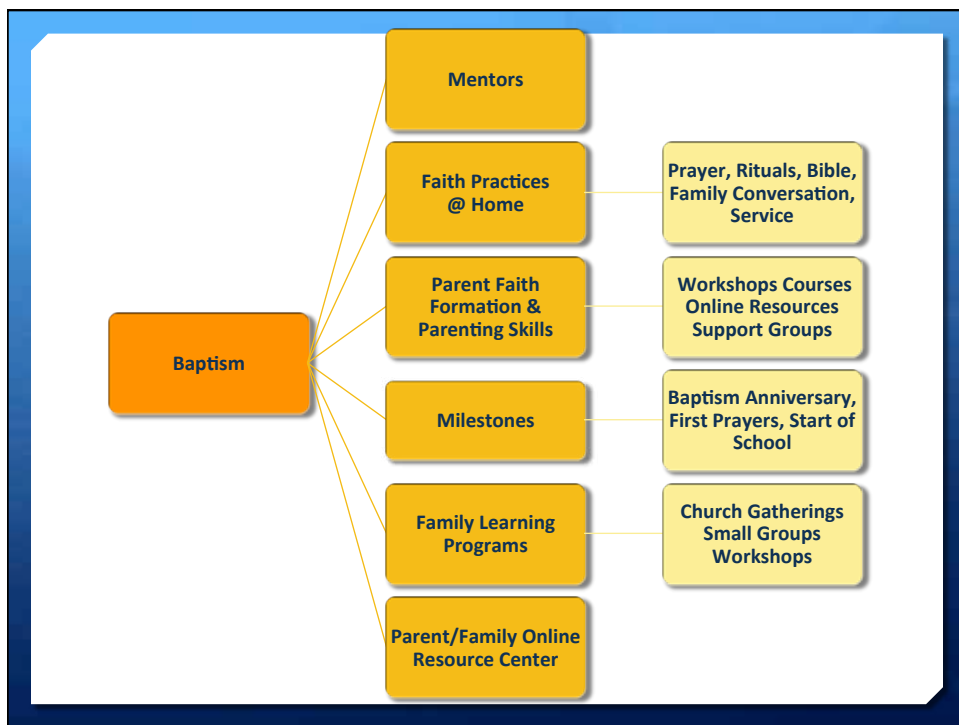 Baptism
Mentors
Faith Practices
@ Home
Prayer, Rituals, Bible,
Family Conversation,
Service
Parent Faith
Formation &
Parenting Skills
Workshops Courses
Online Resources
Support Groups
Milestones
Baptism Anniversary,
First Prayers, Start of
School
Family Learning
Programs
Church Gatherings
Small Groups
Workshops
Parent/Family Online
Resource Center